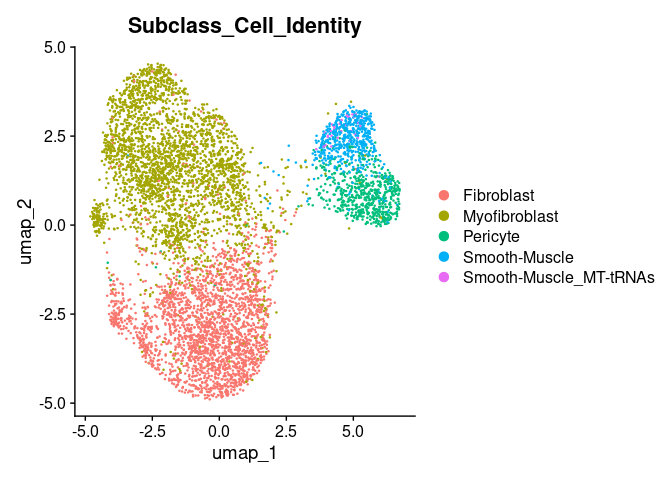 Subclass_Cell_Identity
5.0
2.5
0.0
-2.5
-5.0
umap_2
-5.0 -2.5 0.0 2.5 5.0
umap_1
Fibroblast
Myofibroblast
Pericyte
Smooth-Muscle
Smooth-Muscle_MT-tRNAs